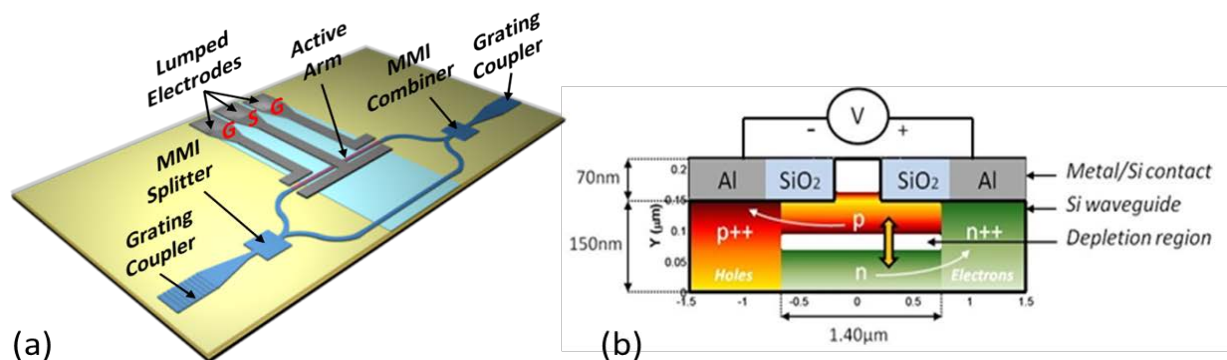 Lumped
Electrodes
Active
Arm
MMI
Combiner
Grating
Coupler
G
S
G
MMI
Splitter
Grating
Coupler
(a)
V
- +
70nm
0.2
Al
SiO₂
SiO₂
Al
Metal/Si contact
0.15
Si waveguide
150nm
Y (μm)
0.1
p++
p
n++
Depletion region
0.05
n
Holes
Electrons
0
-1.5 -1 -0.5 0 0.5 1 1.5
1.40μm
(b)